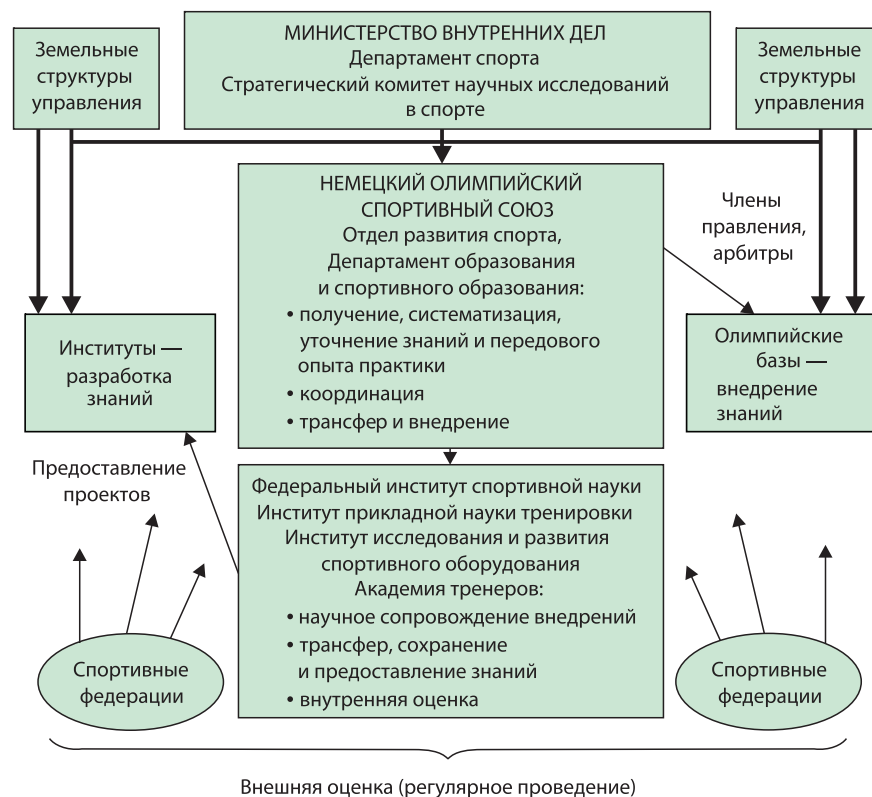 Земельные
структуры
управления
МИНИСТЕРСТВО ВНУТРЕННИХ ДЕЛ
Департамент спорта
Стратегический комитет научных исследований
в спорте
Земельные
структуры
управления
НЕМЕЦКИЙ ОЛИМПИЙСКИЙ
СПОРТИВНЫЙ СОЮЗ
Отдел развития спорта,
Департамент образования
и спортивного образования:
• получение, систематизация,
уточнение знаний и передового
опыта практики
• координация
• трансфер и внедрение
Члены
правления,
арбитры
Институты —
разработка
знаний
Олимпийские
базы —
внедрение
знаний
Предоставление
проектов
Федеральный институт спортивной науки
Институт прикладной науки тренировки
Институт исследования и развития
спортивного оборудования
Академия тренеров:
• научное сопровождение внедрений
• трансфер, сохранение
и предоставление знаний
• внутренняя оценка
Спортивные
федерации
Спортивные
федерации
Внешняя оценка (регулярное проведение)